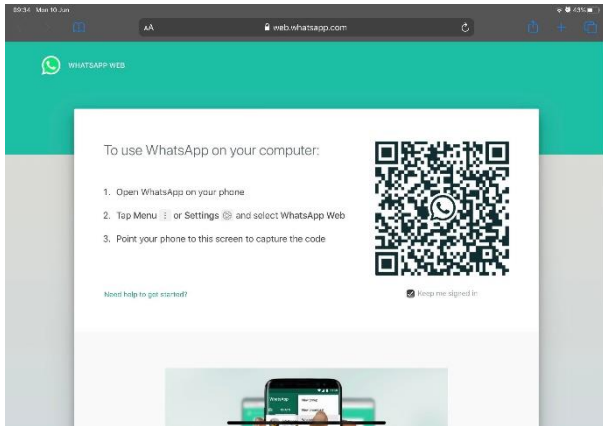 09:34 Mon 10 Jun
43%
AA
web.whatsapp.com
WHATSAPP WEB
To use WhatsApp on your computer:
1. Open WhatsApp on your phone
2. Tap Menu or Settings and select WhatsApp Web
3. Point your phone to this screen to capture the code
Need help to get started?
Keep me signed in
WhatsApp